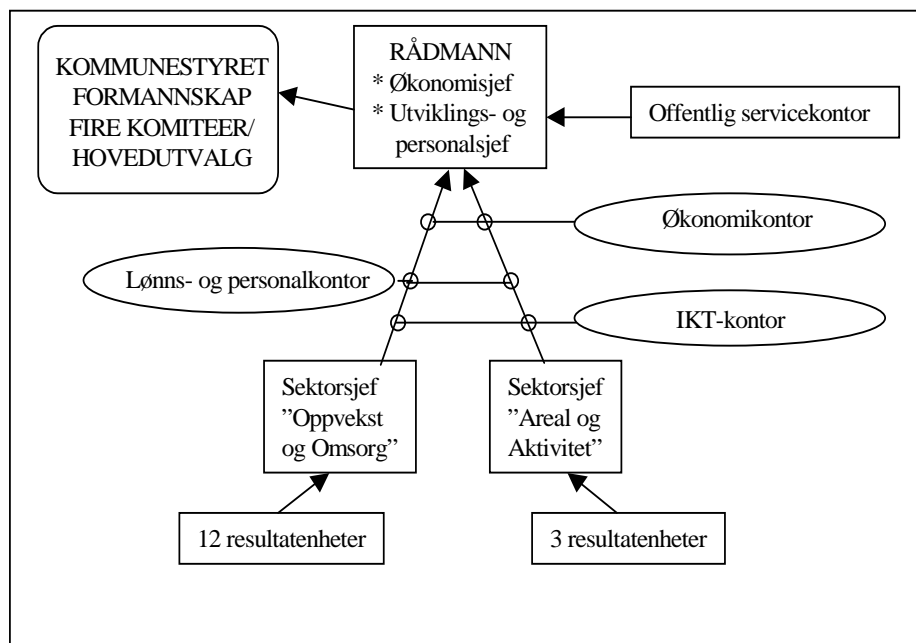 KOMMUNESTYRET
FORMANNSKAP
FIRE KOMITEER/
HOVEDUTVALG
RÅDMANN
* Økonomisjef
* Utviklings- og
personalsjef
Offentlig servicekontor
Økonomikontor
Lønns- og personalkontor
IKT-kontor
Sektorsjef
”Oppvekst
og Omsorg”
Sektorsjef
”Areal og
Aktivitet”
12 resultatenheter
3 resultatenheter